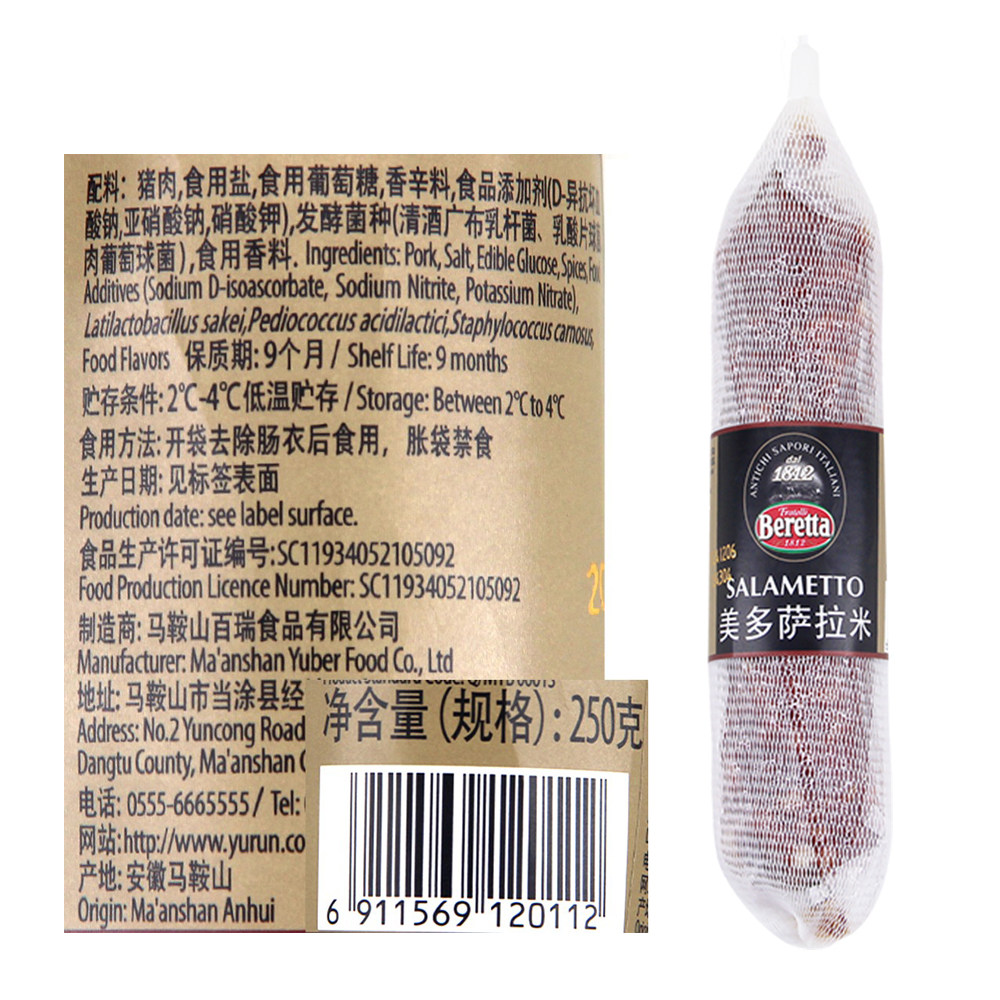 配料: 猪肉,食用盐,食用葡萄糖,香辛料,食品添加剂(D-异抗坏血
酸钠,亚硝酸钠,硝酸钾),发酵菌种(清酒广布乳杆菌、乳酸片球菌
肉葡萄球菌),食用香料. Ingredients: Pork, Salt, Edible Glucose, Spices, Food
Additives (Sodium D-isoascorbate, Sodium Nitrite, Potassium Nitrate),
Latilactobacillus sakei,Pediococcus acidilactici,Staphylococcus carnosus,
Food Flavors 保质期: 9个月 / Shelf Life: 9 months
贮存条件: 2℃-4℃低温贮存 / Storage: Between 2℃ to 4℃
食用方法: 开袋去除肠衣后食用, 胀袋禁食
生产日期: 见标签表面
Production date: see label surface.
食品生产许可证编号:SC11934052105092
Food Production Licence Number: SC11934052105092
制造商: 马鞍山百瑞食品有限公司
Manufacturer: Ma'anshan Yuber Food Co., Ltd
地址: 马鞍山市当涂县经
Address: No.2 Yuncong Road
Dangtu County, Ma'anshan
电话: 0555-6665555 / Tel:
网站:http://www.yurun.co
产地: 安徽马鞍山
Origin: Ma'anshan Anhui
净含量 (规格) : 250克
6 911569 120112
ANTICHI SAPORI ITALIANI
dal
1812
Fratelli
Beretta
1812
SALAMETTO
美多萨拉米